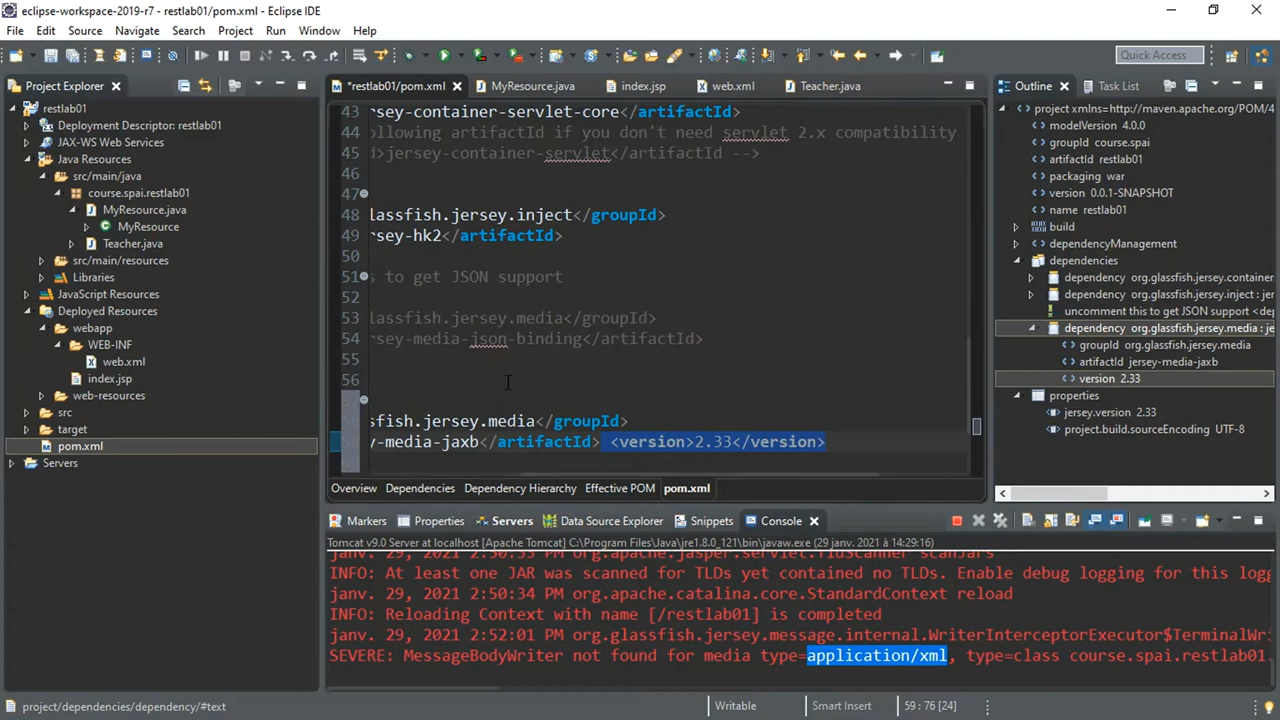 eclipse-workspace-2019-r7 - restlab01/pom.xml - Eclipse IDE
File Edit Source Navigate Search Project Run Window Help
Quick Access
Project Explorer
*restlab01/pom.xml MyResource.java index.jsp web.xml Teacher.java
Outline Task List
restlab01
Deployment Descriptor: restlab01
JAX-WS Web Services
Java Resources
src/main/java
course.spai.restlab01
MyResource.java
MyResource
Teacher.java
src/main/resources
Libraries
JavaScript Resources
Deployed Resources
webapp
WEB-INF
web.xml
index.jsp
web-resources
src
target
pom.xml
Servers
43 rsey-container-servlet-core</artifactId>
44 ollowing artifactId if you don't need servlet 2.x compatibility
45 d>jersey-container-servlet</artifactId> -->
46
47
48 lassfish.jersey.inject</groupId>
49 rsey-hk2</artifactId>
50
51 s to get JSON support
52
53 lassfish.jersey.media</groupId>
54 rsey-media-json-binding</artifactId>
55
56
sfish.jersey.media</groupId>
y-media-jaxb</artifactId> <version>2.33</version>
project xmlns=http://maven.apache.org/POM/4
modelVersion 4.0.0
groupId course.spai
artifactId restlab01
packaging war
version 0.0.1-SNAPSHOT
name restlab01
build
dependencyManagement
dependencies
dependency org.glassfish.jersey.container
dependency org.glassfish.jersey.inject : jer
uncomment this to get JSON support <dep
dependency org.glassfish.jersey.media : je
groupId org.glassfish.jersey.media
artifactId jersey-media-jaxb
version 2.33
properties
jersey.version 2.33
project.build.sourceEncoding UTF-8
Overview Dependencies Dependency Hierarchy Effective POM pom.xml
Markers Properties Servers Data Source Explorer Snippets Console
Tomcat v9.0 Server at localhost [Apache Tomcat] C:\Program Files\Java\jre1.8.0_121\bin\javaw.exe (29 janv. 2021 à 14:29:16)
janv. 29, 2021 2:50:33 PM org.apache.jasper.servlet.TldScanner scanJars
INFO: At least one JAR was scanned for TLDs yet contained no TLDs. Enable debug logging for this logg
janv. 29, 2021 2:50:34 PM org.apache.catalina.core.StandardContext reload
INFO: Reloading Context with name [/restlab01] is completed
janv. 29, 2021 2:52:01 PM org.glassfish.jersey.message.internal.WriterInterceptorExecutor$TerminalWri
SEVERE: MessageBodyWriter not found for media type=application/xml, type=class course.spai.restlab01.
project/dependencies/dependency/#text
Writable Smart Insert 59 : 76 [24]